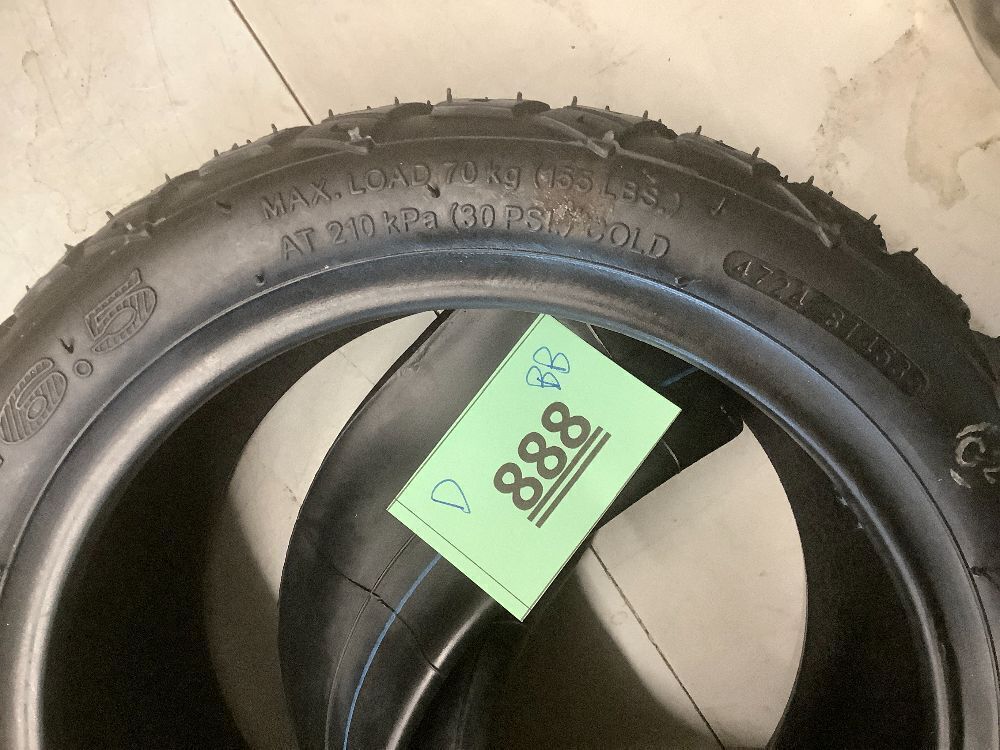 MAX. LOAD 70 kg (155 LBS.)
AT 210 kPa (30 PSI.) COLD
BB
888
D